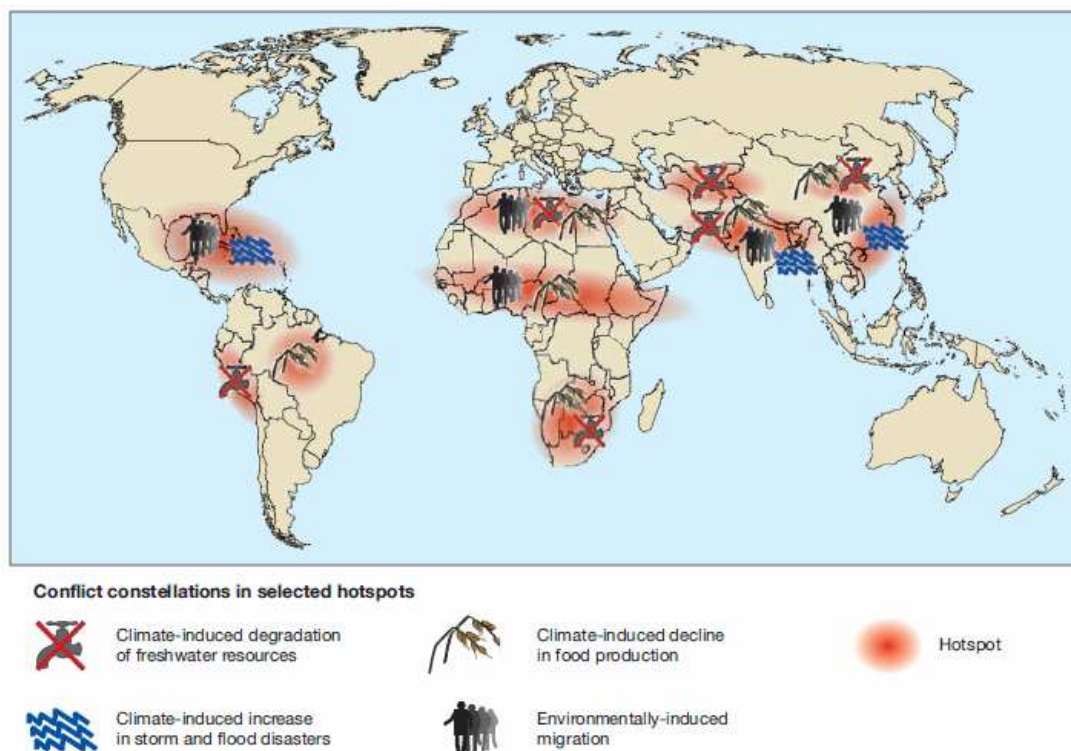 Conflict constellations in selected hotspots
Climate-induced degradation
of freshwater resources
Climate-induced decline
in food production
Hotspot
Climate-induced increase
in storm and flood disasters
Environmentally-induced
migration